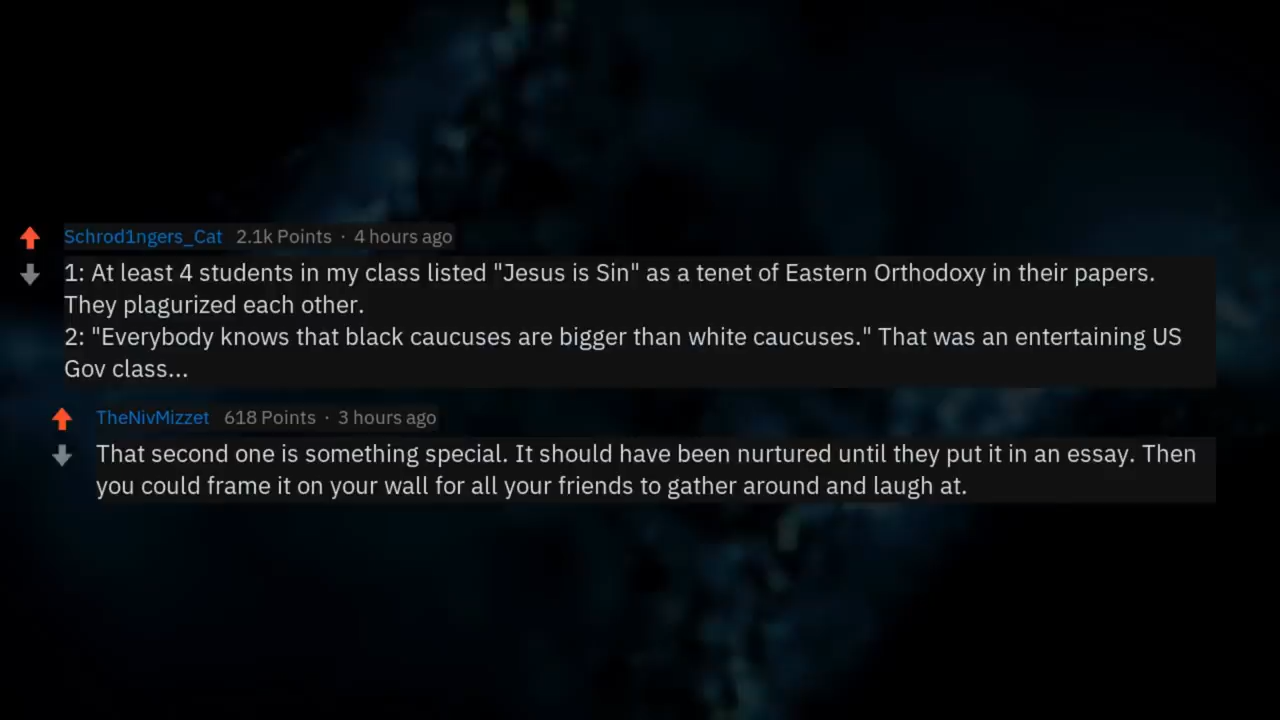 Schrod1ngers_Cat 2.1k Points · 4 hours ago
1: At least 4 students in my class listed "Jesus is Sin" as a tenet of Eastern Orthodoxy in their papers.
They plagurized each other.
2: "Everybody knows that black caucuses are bigger than white caucuses." That was an entertaining US
Gov class...
TheNivMizzet 618 Points · 3 hours ago
That second one is something special. It should have been nurtured until they put it in an essay. Then
you could frame it on your wall for all your friends to gather around and laugh at.